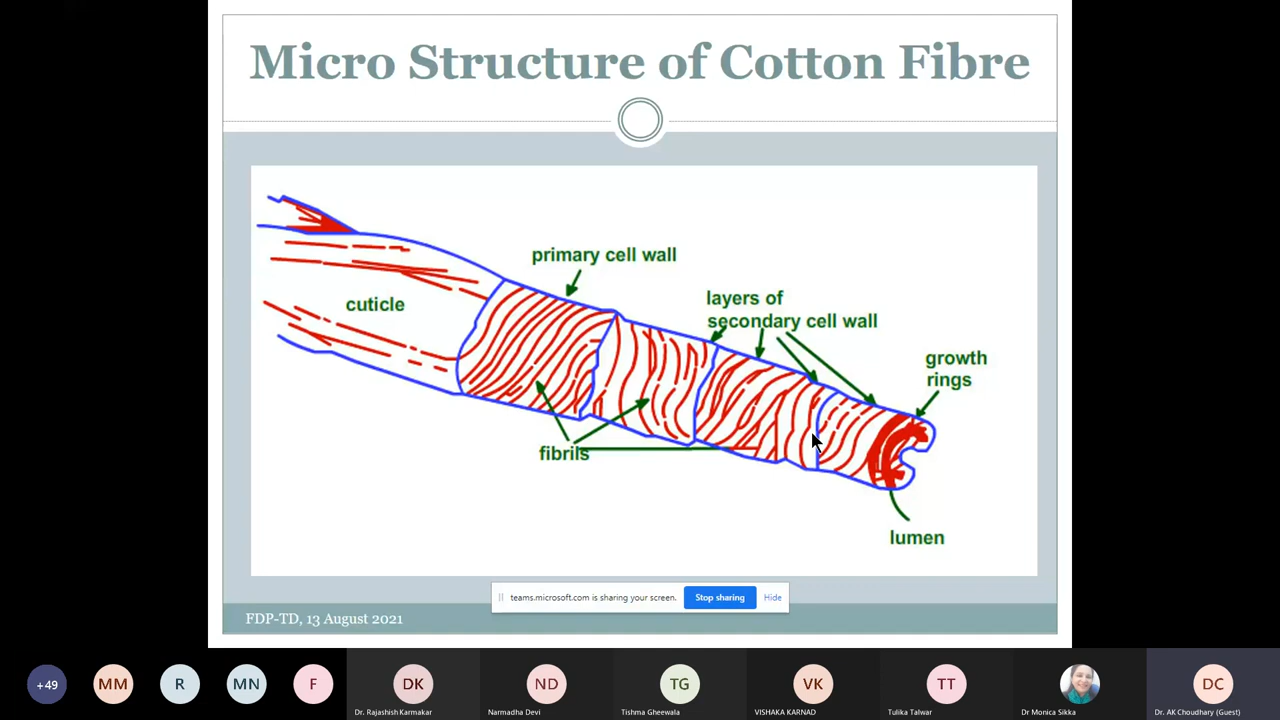 Micro Structure of Cotton Fibre
primary cell wall
cuticle
layers of
secondary cell wall
growth
rings
fibrils
lumen
teams.microsoft.com is sharing your screen.
Stop sharing
Hide
FDP-TD, 13 August 2021
+49
MM
R
MN
F
DK
ND
TG
VK
TT
DC
Dr. Rajashish Karmakar
Narmadha Devi
Tishma Gheewala
VISHAKA KARNAD
Tulika Talwar
Dr Monica Sikka
Dr. AK Choudhary (Guest)